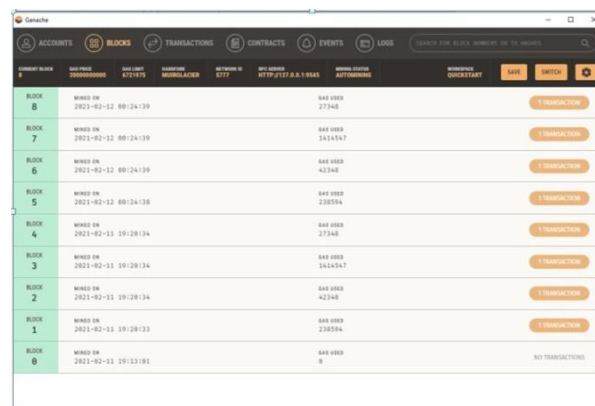 Ganache
ACCOUNTS BLOCKS TRANSACTIONS CONTRACTS EVENTS LOGS SEARCH FOR BLOCK NUMBERS OR TX HASHES
CURRENT BLOCK GAS PRICE GAS LIMIT HARDFORK NETWORK ID RPC SERVER MINING STATUS WORKSPACE
8 20000000000 6721975 MUIRGLACIER 5777 HTTP://127.0.0.1:9545 AUTOMINING QUICKSTART SAVE SWITCH
BLOCK MINED ON GAS USED
8 2021-02-12 00:24:39 27348 1 TRANSACTION
BLOCK MINED ON GAS USED
7 2021-02-12 00:24:39 1414547 1 TRANSACTION
BLOCK MINED ON GAS USED
6 2021-02-12 00:24:39 42348 1 TRANSACTION
BLOCK MINED ON GAS USED
5 2021-02-12 00:24:38 238594 1 TRANSACTION
BLOCK MINED ON GAS USED
4 2021-02-11 19:20:34 27348 1 TRANSACTION
BLOCK MINED ON GAS USED
3 2021-02-11 19:20:34 1414547 1 TRANSACTION
BLOCK MINED ON GAS USED
2 2021-02-11 19:20:34 42348 1 TRANSACTION
BLOCK MINED ON GAS USED
1 2021-02-11 19:20:33 238594 1 TRANSACTION
BLOCK MINED ON GAS USED
0 2021-02-11 19:13:01 0 NO TRANSACTIONS